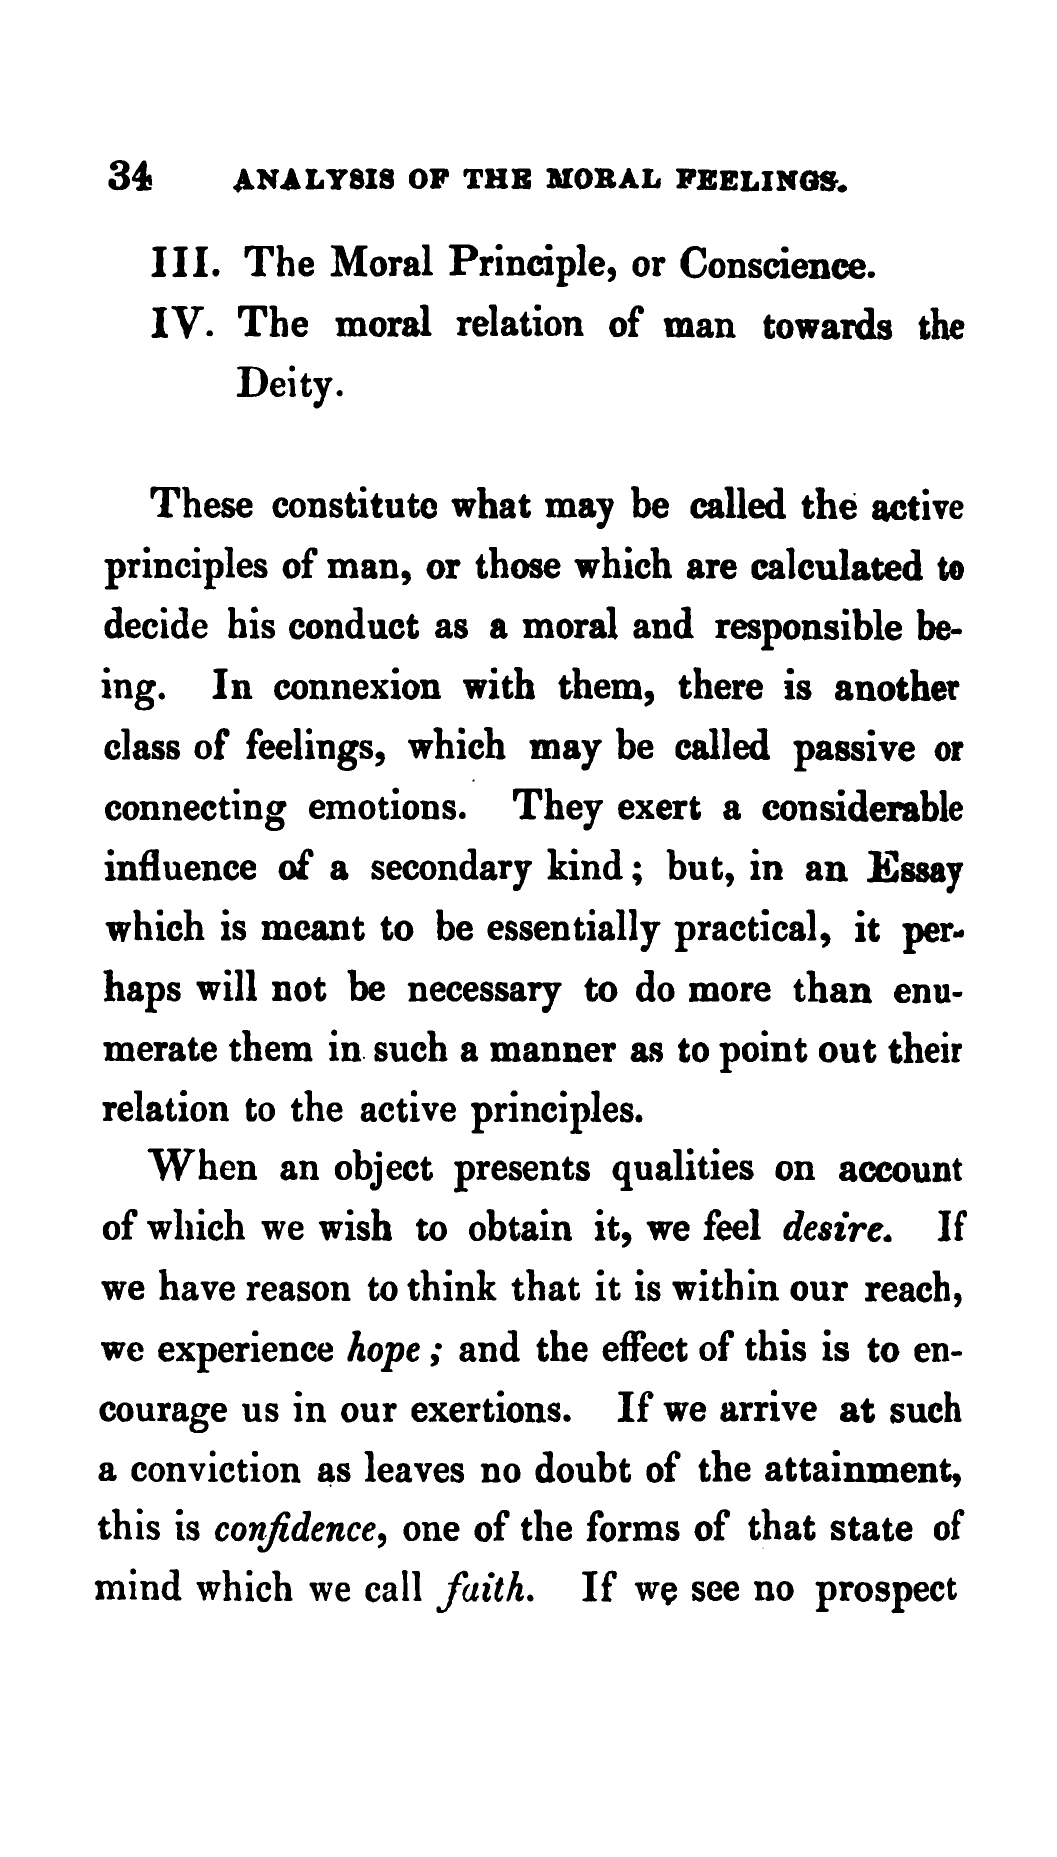 34 ANALYSIS OF THE MORAL FEELINGS.
III. The Moral Principle, or Conscience.
IV. The moral relation of man towards the
Deity.
These constitute what may be called the active
principles of man, or those which are calculated to
decide his conduct as a moral and responsible be-
ing. In connexion with them, there is another
class of feelings, which may be called passive or
connecting emotions. They exert a considerable
influence of a secondary kind; but, in an Essay
which is meant to be essentially practical, it per-
haps will not be necessary to do more than enu-
merate them in such a manner as to point out their
relation to the active principles.
When an object presents qualities on account
of which we wish to obtain it, we feel desire. If
we have reason to think that it is within our reach,
we experience hope; and the effect of this is to en-
courage us in our exertions. If we arrive at such
a conviction as leaves no doubt of the attainment,
this is confidence, one of the forms of that state of
mind which we call faith. If we see no prospect